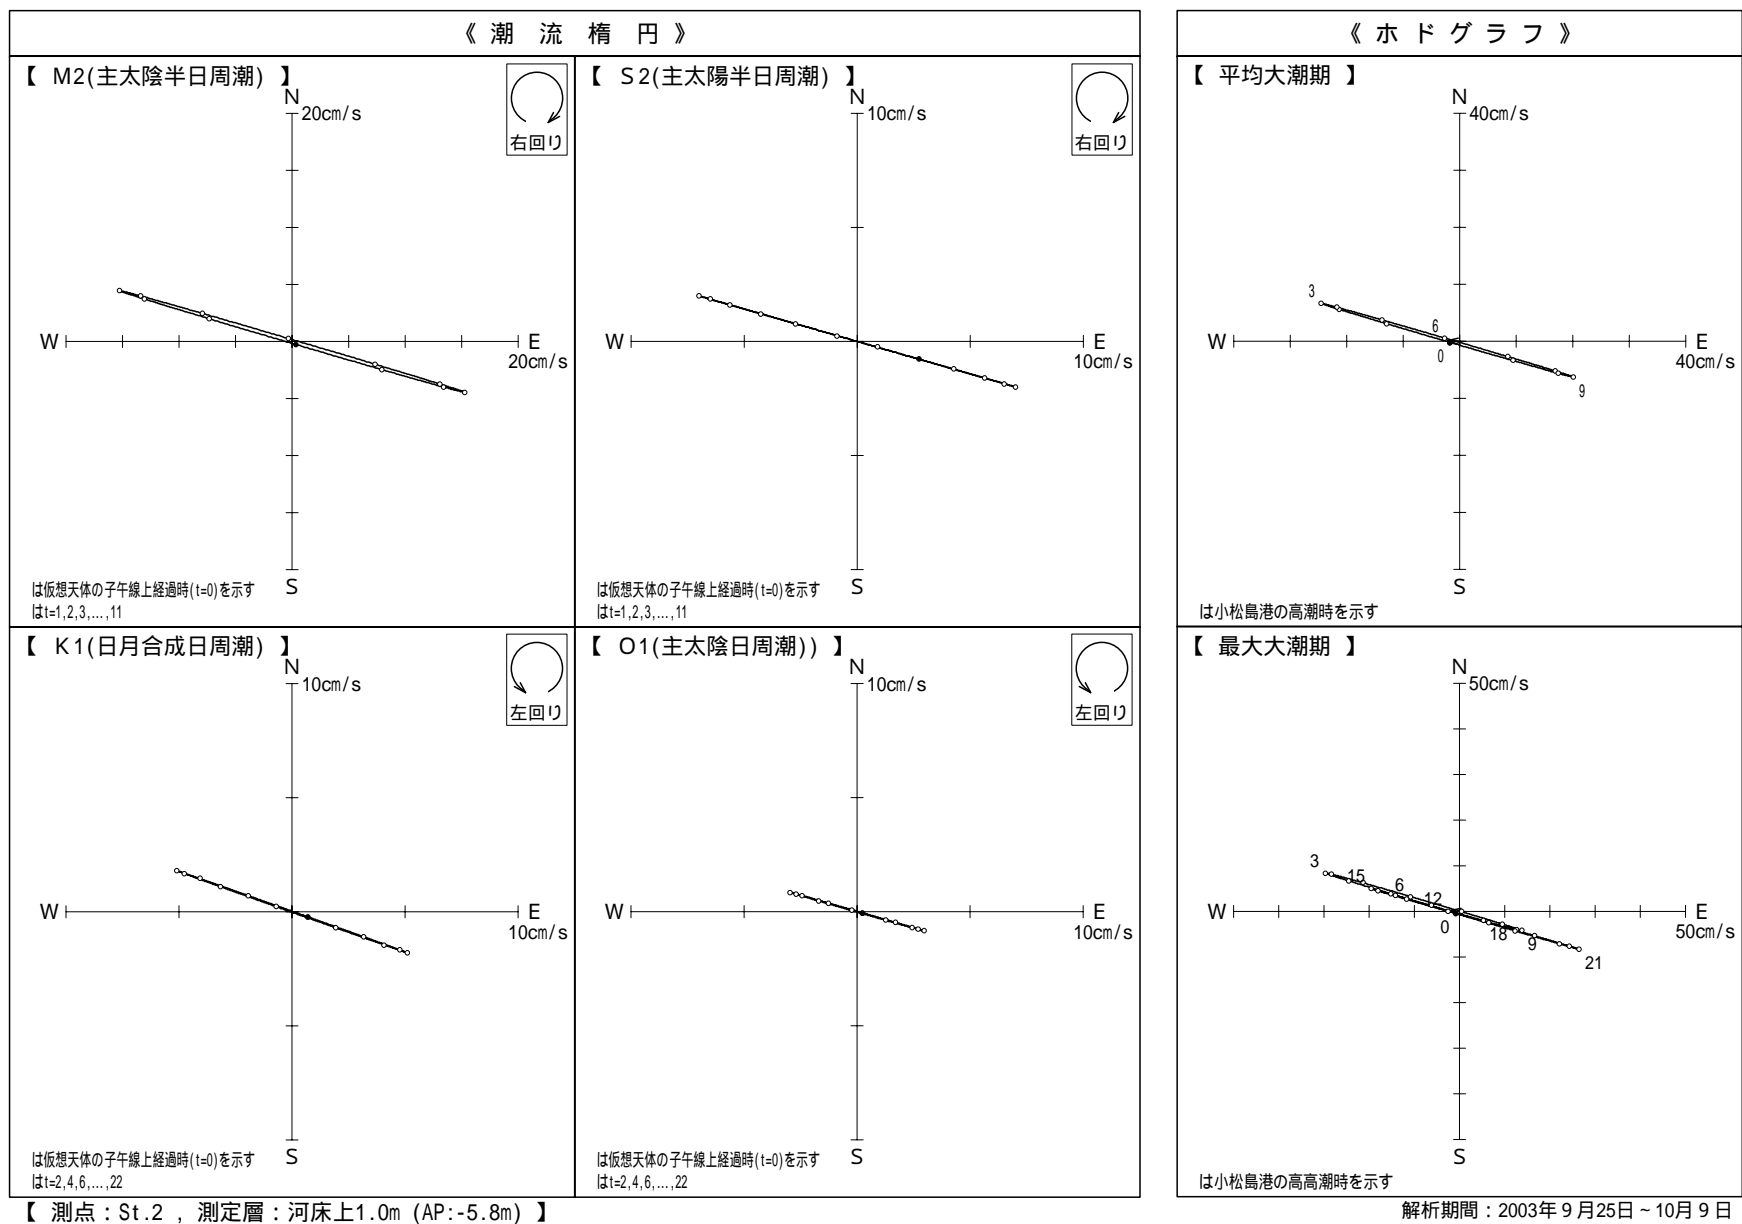 《 潮 流 楕 円 》
【 M2(主太陰半日周潮) 】
N
20cm/s
右回り
W
E
20cm/s
は仮想天体の子午線上経過時(t=0)を示す
はt=1,2,3,...,11
S
【 S2(主太陽半日周潮) 】
N
10cm/s
右回り
W
E
10cm/s
は仮想天体の子午線上経過時(t=0)を示す
はt=1,2,3,...,11
S
【 K1(日月合成日周潮) 】
N
10cm/s
左回り
W
E
10cm/s
は仮想天体の子午線上経過時(t=0)を示す
はt=2,4,6,...,22
S
【 O1(主太陰日周潮)) 】
N
10cm/s
左回り
W
E
10cm/s
は仮想天体の子午線上経過時(t=0)を示す
はt=2,4,6,...,22
S
《 ホ ド グ ラ フ 》
【 平均大潮期 】
N
40cm/s
3
6
W
E
0
40cm/s
9
S
は小松島港の高潮時を示す
【 最大大潮期 】
N
50cm/s
3
15
6
12
W
E
0
18
9
50cm/s
21
S
は小松島港の高高潮時を示す
【 測点：St.2 , 測定層：河床上1.0m (AP:-5.8m) 】
解析期間：2003年９月25日～10月９日